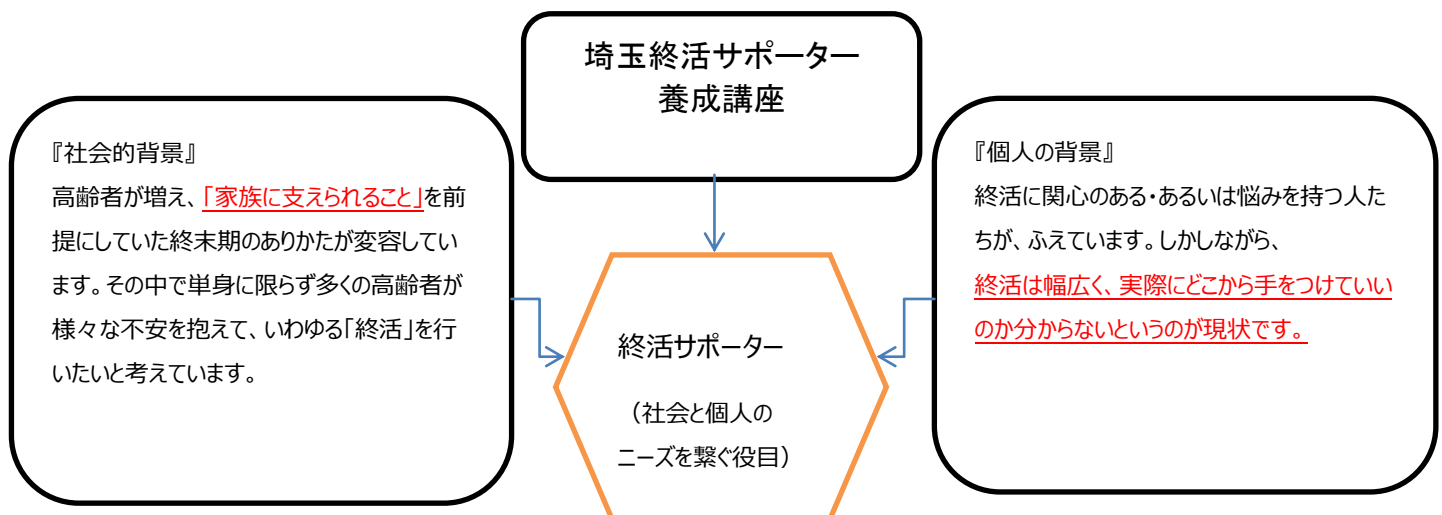 埼玉終活サポーター
養成講座
『社会的背景』
高齢者が増え、「家族に支えられること」を前
提にしていた終末期のありかたが変容してい
ます。その中で単身に限らず多くの高齢者が
様々な不安を抱えて、いわゆる「終活」を行
いたいと考えています。
『個人の背景』
終活に関心のある・あるいは悩みを持つ人た
ちが、ふえています。しかしながら、
終活は幅広く、実際にどこから手をつけていい
のか分からないというのが現状です。
終活サポーター
（社会と個人の
ニーズを繋ぐ役目）